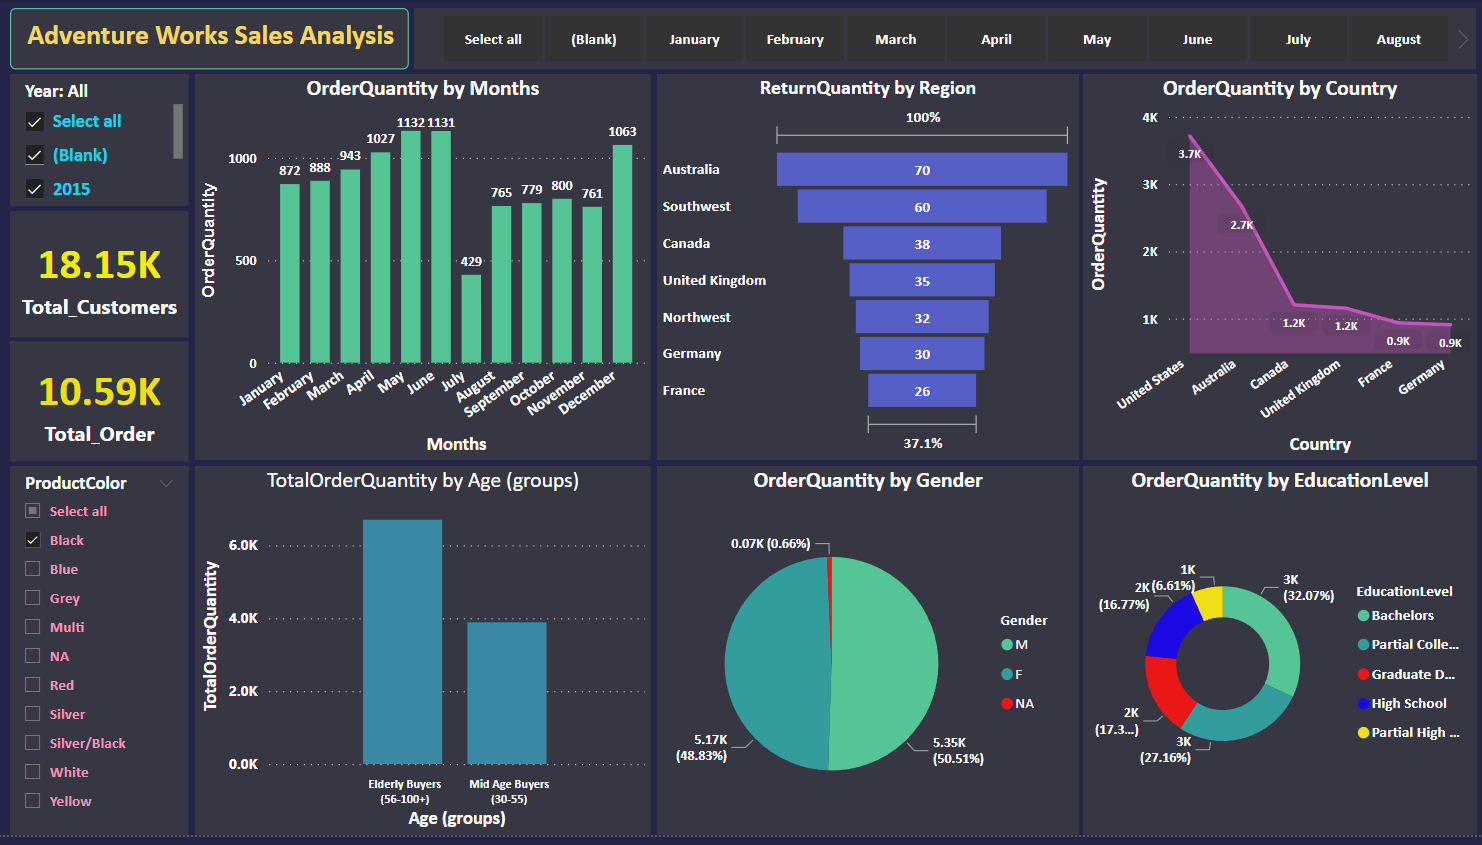 Adventure Works Sales Analysis
Select all
(Blank)
January
February
March
April
May
June
July
August
Year: All
Select all
(Blank)
2015
18.15K
Total_Customers
10.59K
Total_Order
ProductColor
Select all
Black
Blue
Grey
Multi
NA
Red
Silver
Silver/Black
White
Yellow
OrderQuantity by Months
OrderQuantity
1000
500
0
872
888
943
1027
1132
1131
429
765
779
800
761
1063
January
February
March
April
May
June
July
August
September
October
November
December
Months
ReturnQuantity by Region
100%
Australia
70
Southwest
60
Canada
38
United Kingdom
35
Northwest
32
Germany
30
France
26
37.1%
OrderQuantity by Country
OrderQuantity
4K
3K
2K
1K
3.7K
2.7K
1.2K
1.2K
0.9K
0.9K
United States
Australia
Canada
United Kingdom
France
Germany
Country
TotalOrderQuantity by Age (groups)
TotalOrderQuantity
6.0K
4.0K
2.0K
0.0K
Elderly Buyers
(56-100+)
Mid Age Buyers
(30-55)
Age (groups)
OrderQuantity by Gender
0.07K (0.66%)
5.17K
(48.83%)
5.35K
(50.51%)
Gender
M
F
NA
OrderQuantity by EducationLevel
1K
(6.61%)
2K
(16.77%)
3K
(32.07%)
2K
(17.3...)
3K
(27.16%)
EducationLevel
Bachelors
Partial Colle...
Graduate D...
High School
Partial High ...